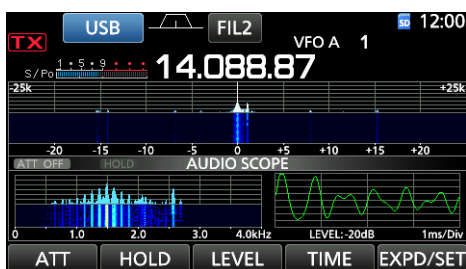 USB FIL2 SD 12:00
TX VFO A 1
S/Po 1 · 5 · 9 14.088.87
-25k +25k
-20 -15 -10 -5 0 +5 +10 +15 +20
ATT OFF HOLD AUDIO SCOPE
0 1.0 2.0 3.0 4.0kHz LEVEL:-20dB 1ms/Div
ATT HOLD LEVEL TIME EXPD/SET